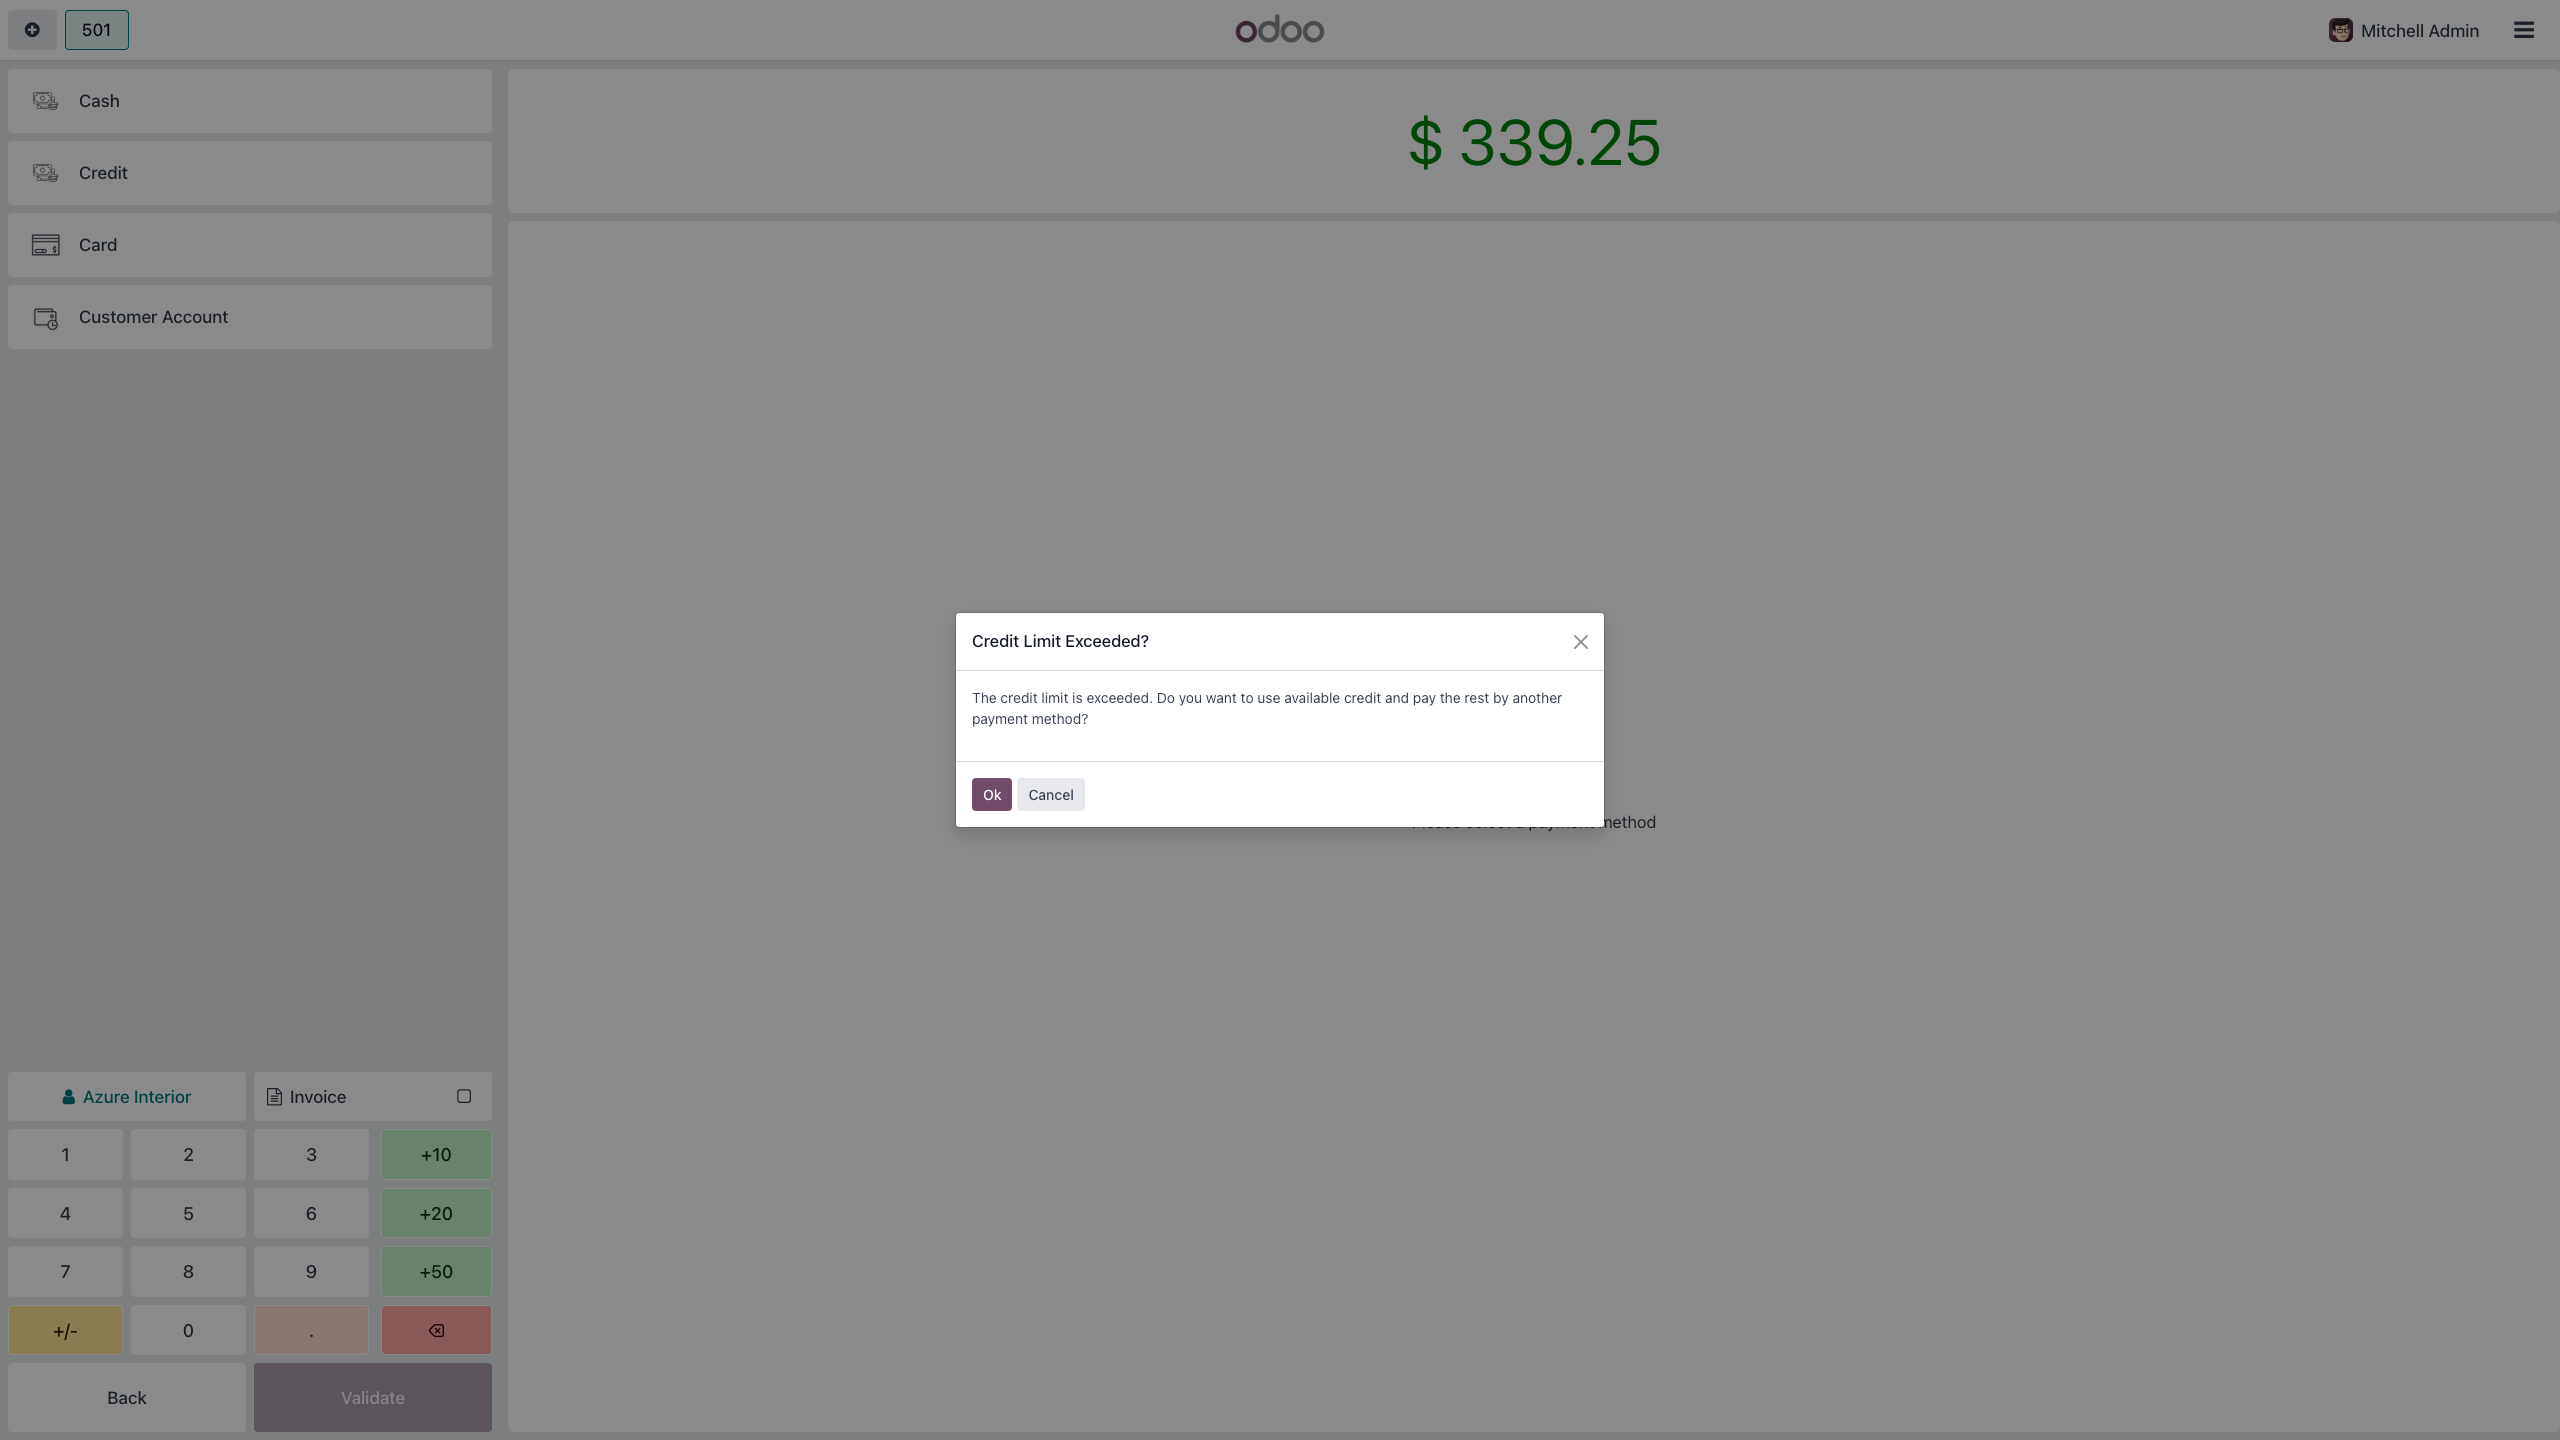 501
odoo
Mitchell Admin
Cash
Credit
Card
Customer Account
$ 339.25
Credit Limit Exceeded?
The credit limit is exceeded. Do you want to use available credit and pay the rest by another
payment method?
Ok
Cancel
method
Azure Interior
Invoice
1
2
3
+10
4
5
6
+20
7
8
9
+50
+/-
0
.
Back
Validate